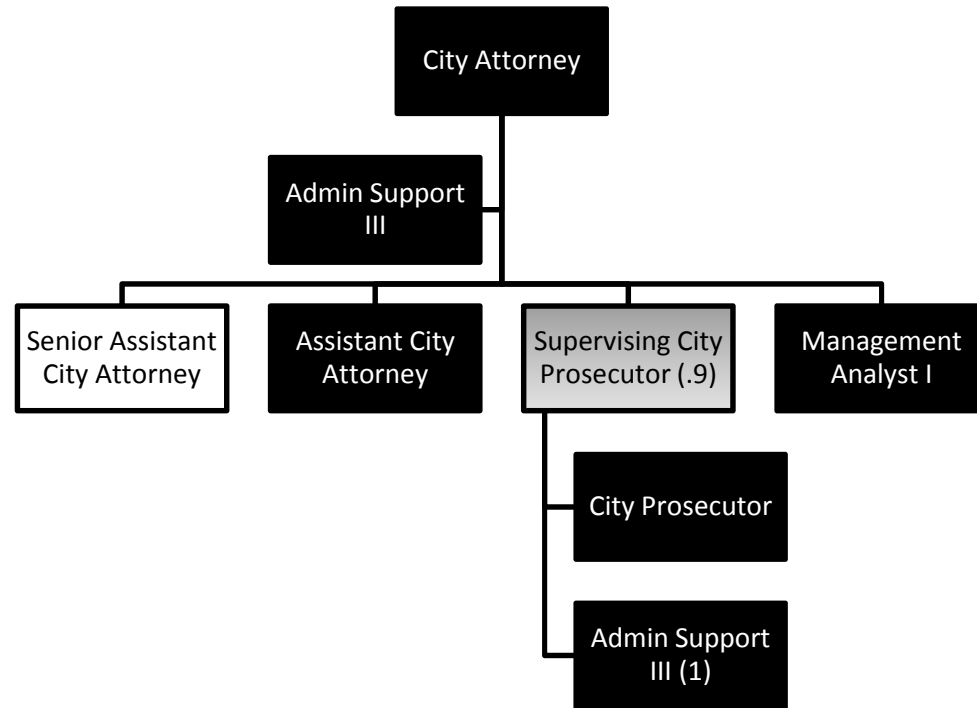 City Attorney
Admin Support
III
Senior Assistant
City Attorney
Assistant City
Attorney
Supervising City
Prosecutor (.9)
Management
Analyst I
City Prosecutor
Admin Support
III (1)